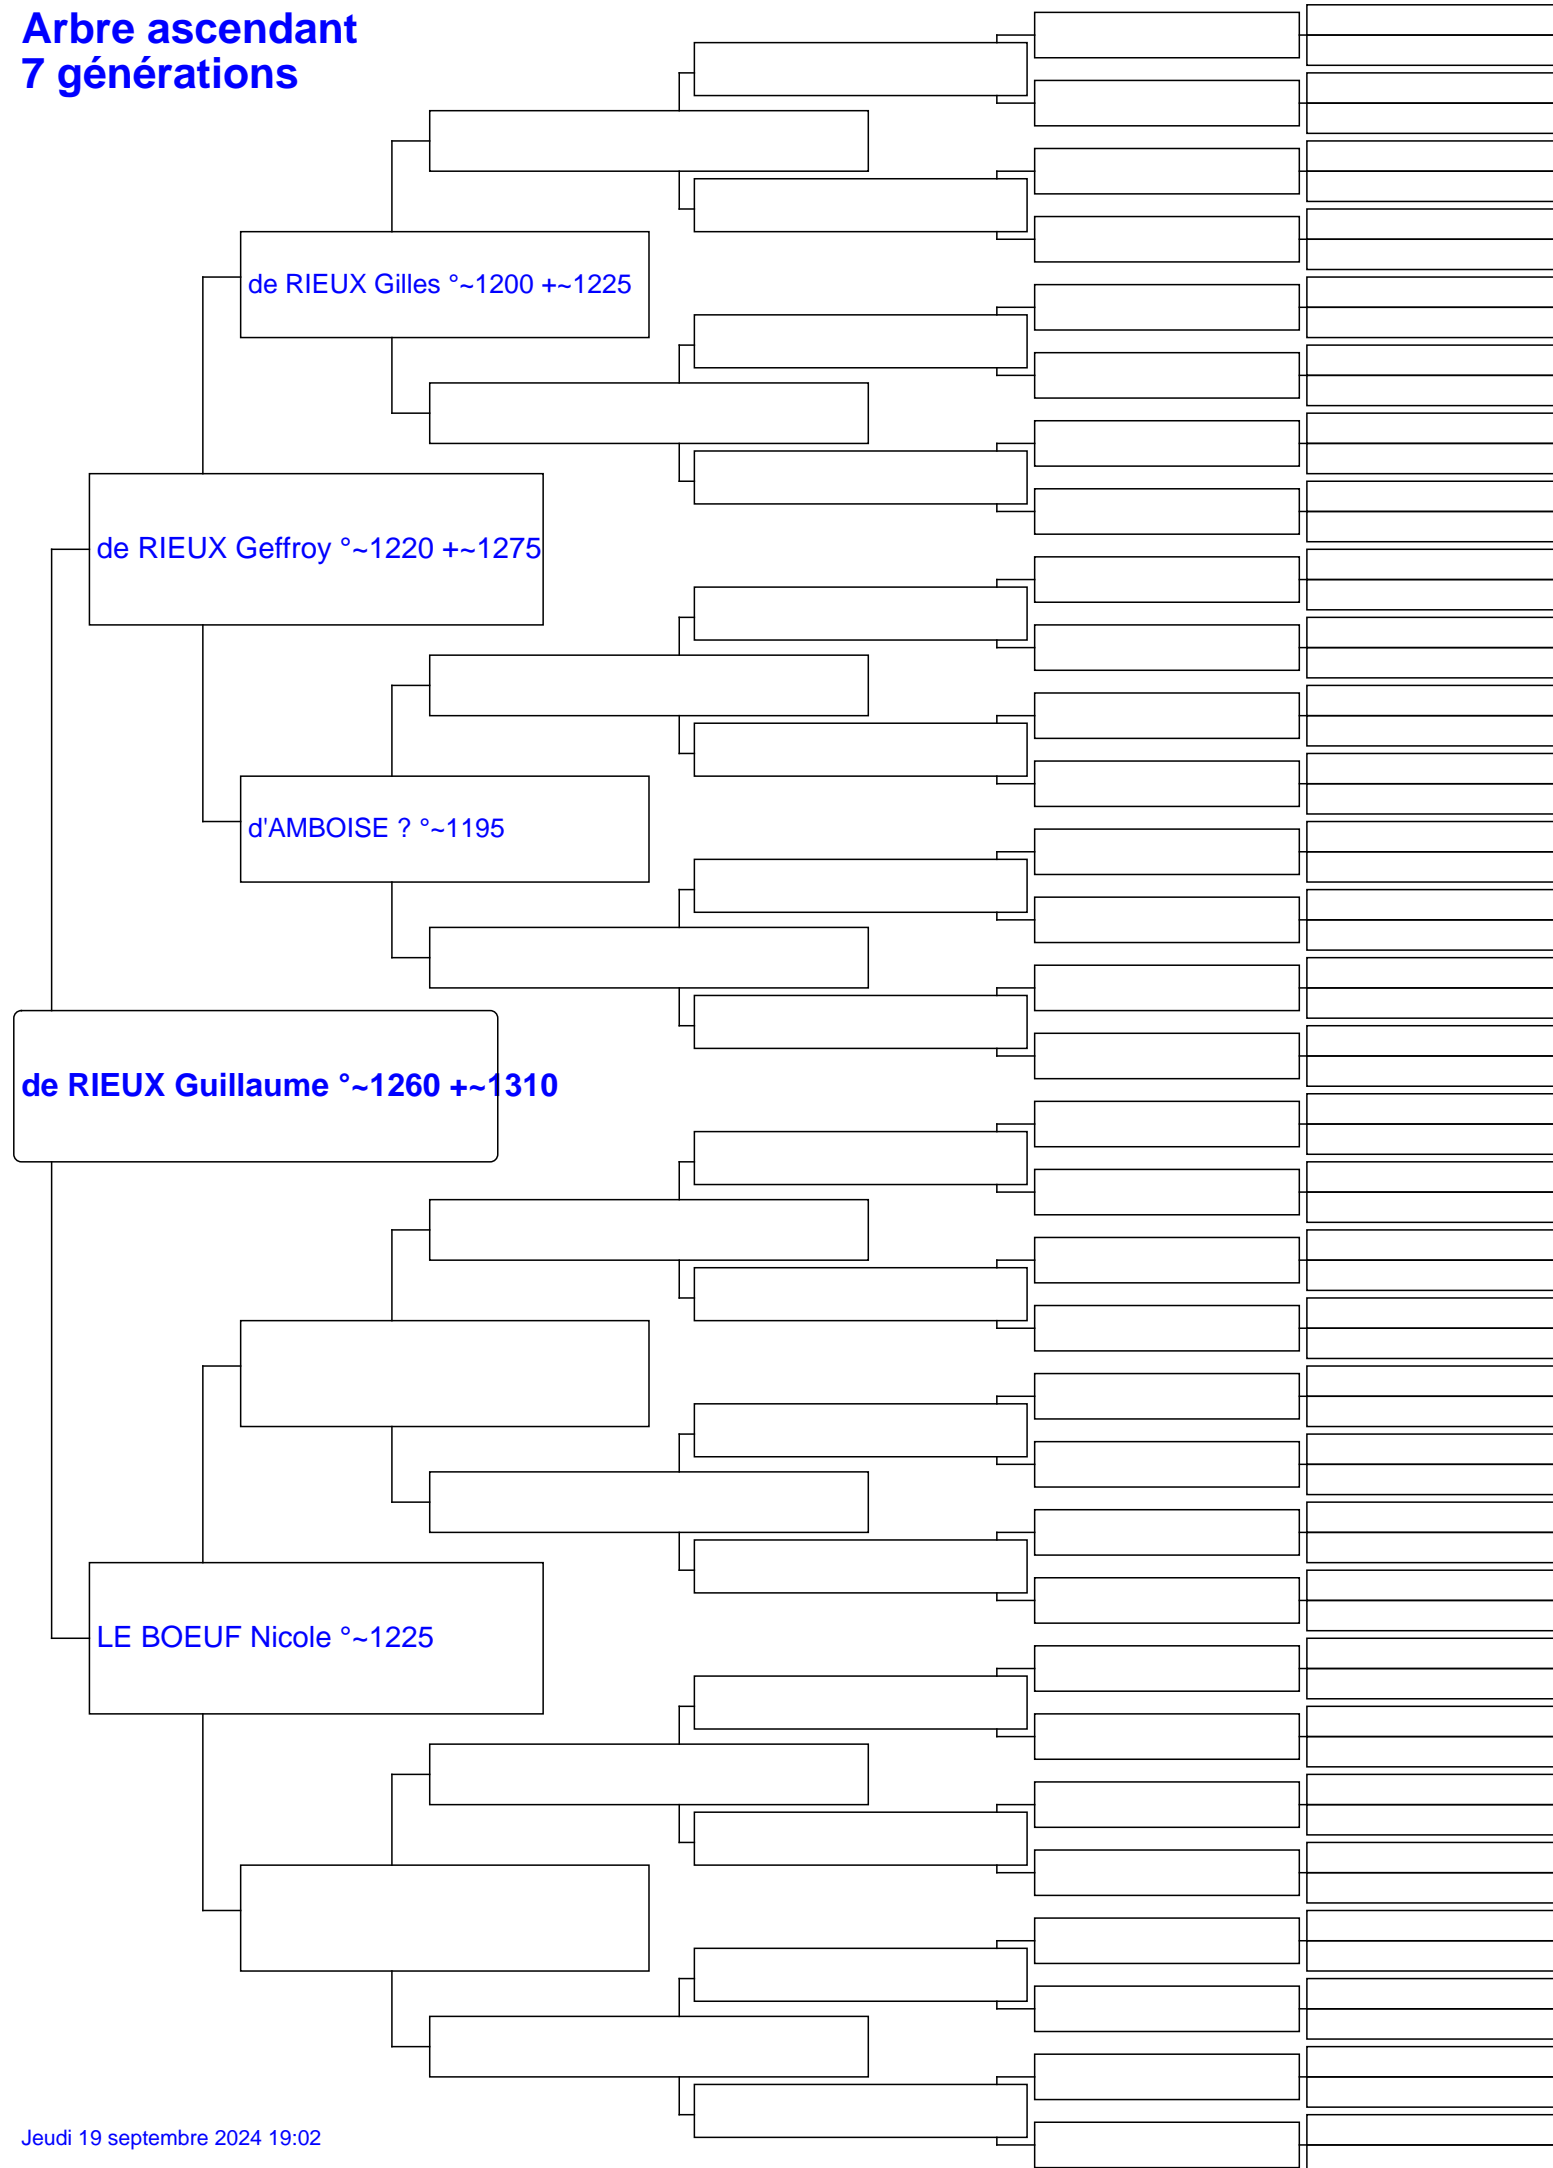 Arbre ascendant
7 générations
de RIEUX Gilles °~1200 +~1225
de RIEUX Geffroy °~1220 +~1275
d'AMBOISE ? °~1195
de RIEUX Guillaume °~1260 +~1310
LE BOEUF Nicole °~1225
Jeudi 19 septembre 2024 19:02